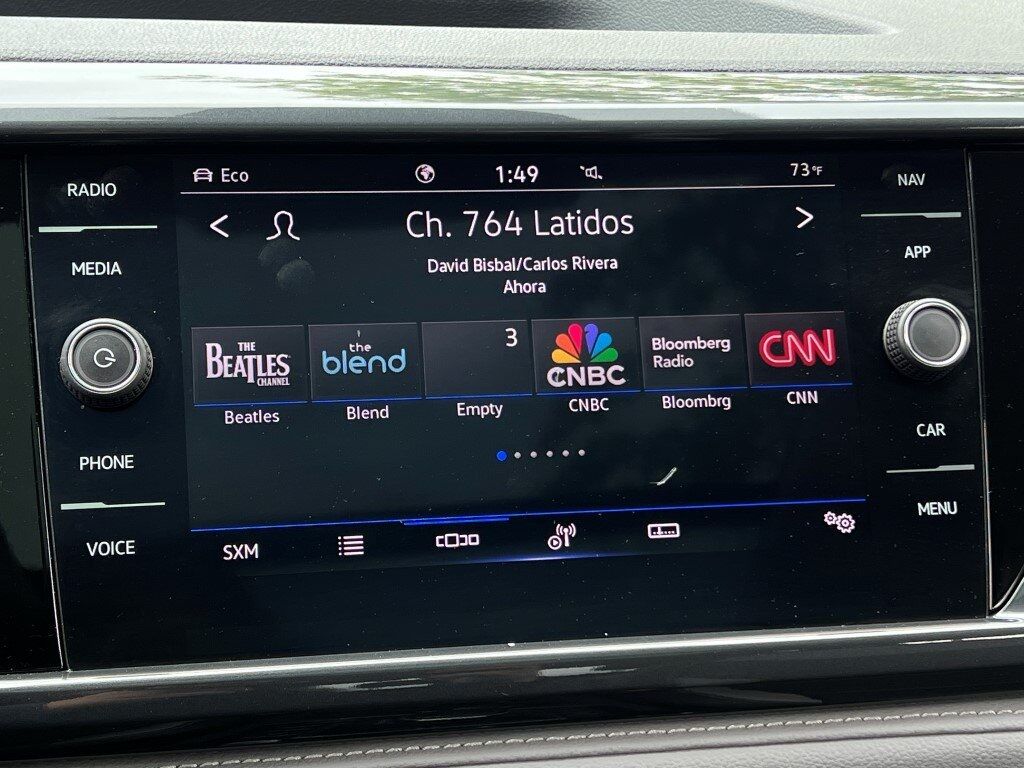 RADIO
MEDIA
PHONE
VOICE
Eco
1:49
73°F
Ch. 764 Latidos
David Bisbal/Carlos Rivera
Ahora
THE
BEATLES
CHANNEL
Beatles
the
blend
Blend
3
Empty
CNBC
CNBC
Bloomberg
Radio
Bloombrg
CNN
CNN
SXM
NAV
APP
CAR
MENU